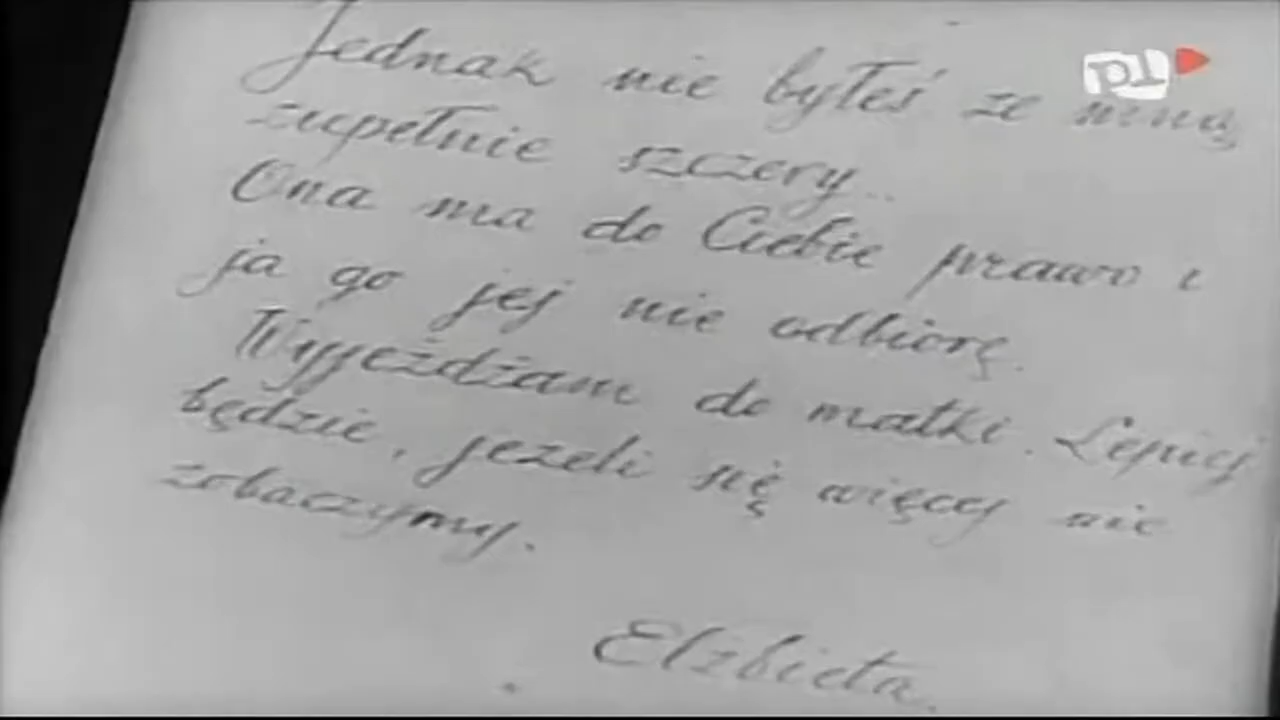 Jednak nie byłeś ze mną
zupełnie szczery..
Ona ma do Ciebie prawo i
ja go jej nie odbiorę.
Wyjeżdżam do matki. Lepiej
będzie, jeżeli się więcej nie
zobaczymy.
Elżbieta.